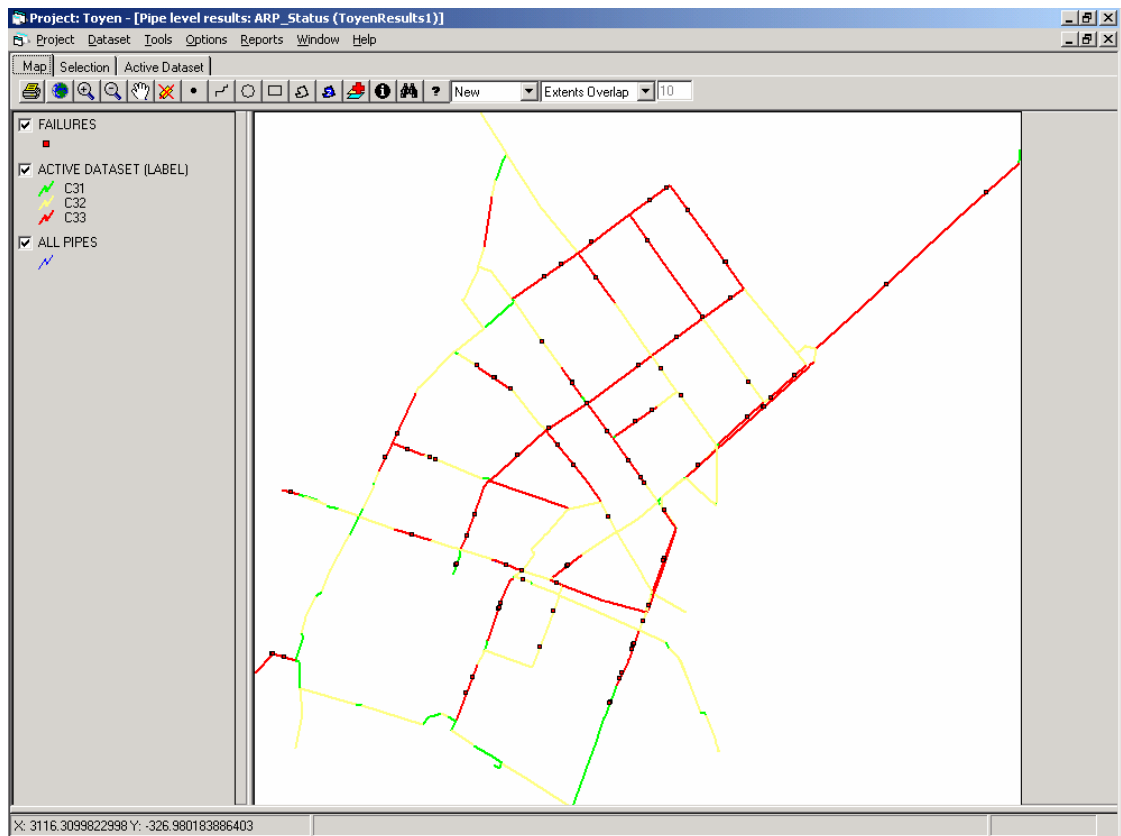 Project: Toyen - [Pipe level results: ARP_Status (ToyenResults1)]
Project Dataset Tools Options Reports Window Help
Map Selection Active Dataset
New Extents Overlap 10
FAILURES
ACTIVE DATASET (LABEL)
C31
C32
C33
ALL PIPES
X: 3116.3099822998 Y: -326.980183886403